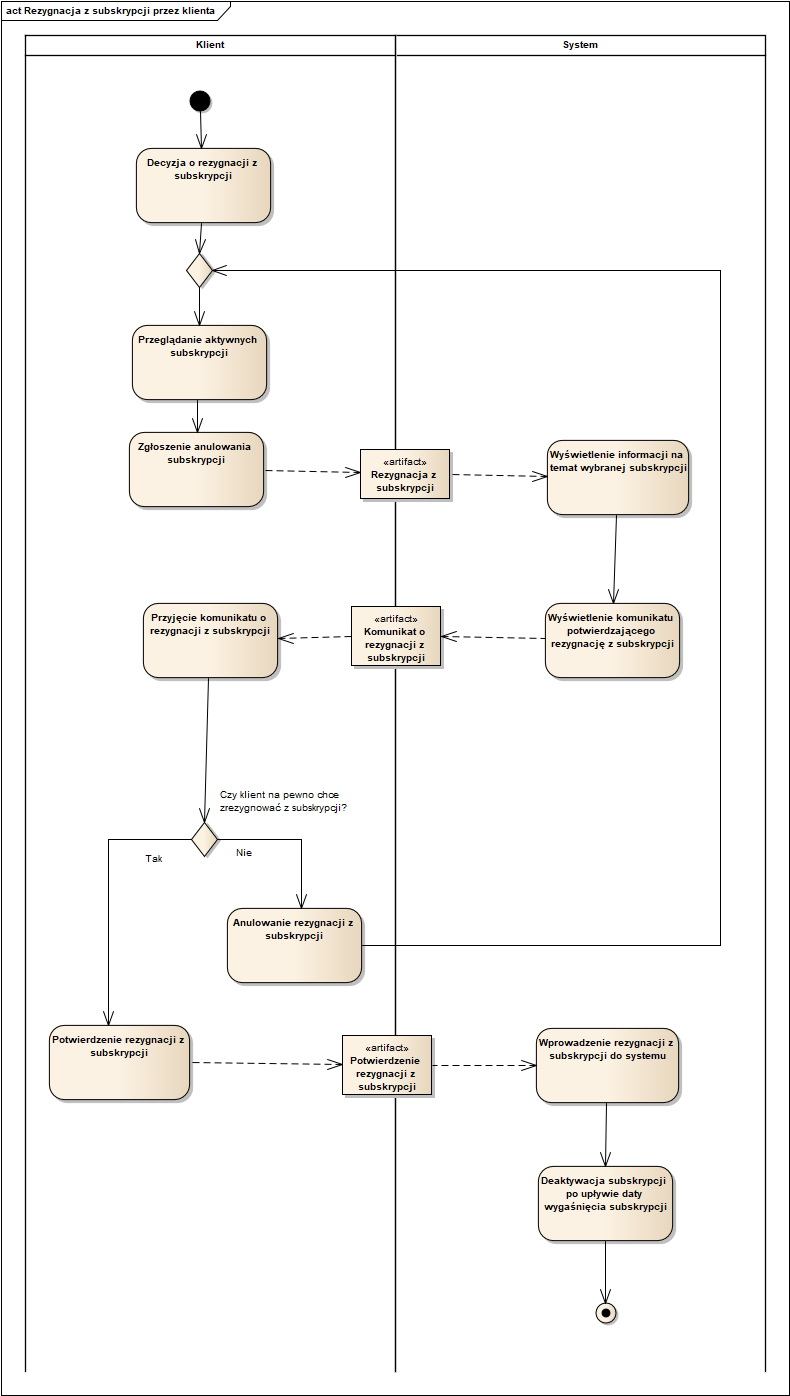 act Rezygnacja z subskrypcji przez klienta
Klient
System
Decyzja o rezygnacji z
subskrypcji
Przeglądanie aktywnych
subskrypcji
Zgłoszenie anulowania
subskrypcji
«artifact»
Rezygnacja z
subskrypcji
Wyświetlenie informacji na
temat wybranej subskrypcji
Przyjęcie komunikatu o
rezygnacji z subskrypcji
«artifact»
Komunikat o
rezygnacji z
subskrypcji
Wyświetlenie komunikatu
potwierdzającego
rezygnację z subskrypcji
Czy klient na pewno chce
zrezygnować z subskrypcji?
Tak
Nie
Anulowanie rezygnacji z
subskrypcji
Potwierdzenie rezygnacji z
subskrypcji
«artifact»
Potwierdzenie
rezygnacji z
subskrypcji
Wprowadzenie rezygnacji z
subskrypcji do systemu
Deaktywacja subskrypcji
po upływie daty
wygaśnięcia subskrypcji